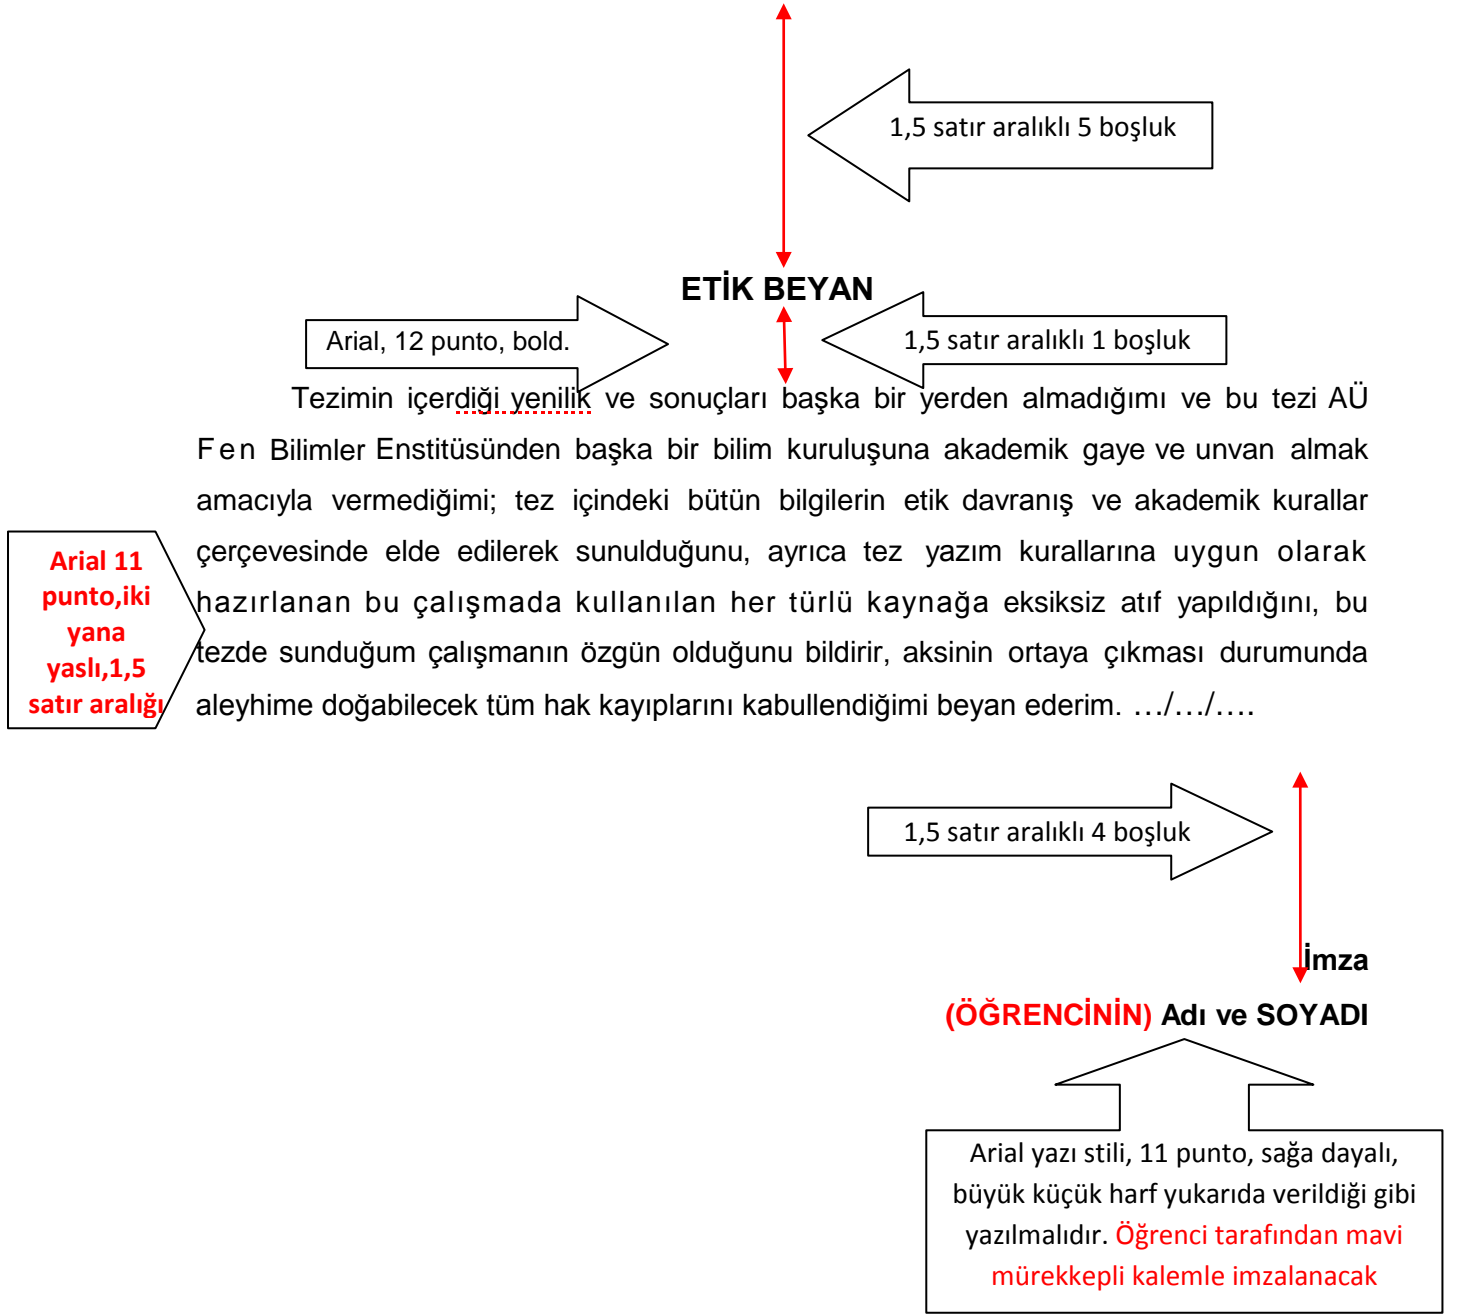 1,5 satır aralıklı 5 boşluk
ETİK BEYAN
Arial, 12 punto, bold.
1,5 satır aralıklı 1 boşluk
Tezimin içerdiği yenilik ve sonuçları başka bir yerden almadığımı ve bu tezi AÜ
Fen Bilimler Enstitüsünden başka bir bilim kuruluşuna akademik gaye ve unvan almak
amacıyla vermediğimi; tez içindeki bütün bilgilerin etik davranış ve akademik kurallar
çerçevesinde elde edilerek sunulduğunu, ayrıca tez yazım kurallarına uygun olarak
hazırlanan bu çalışmada kullanılan her türlü kaynağa eksiksiz atıf yapıldığını, bu
tezde sunduğum çalışmanın özgün olduğunu bildirir, aksinin ortaya çıkması durumunda
aleyhime doğabilecek tüm hak kayıplarını kabullendiğimi beyan ederim. …/…/….
Arial 11
punto,iki
yana
yaslı,1,5
satır aralığı
1,5 satır aralıklı 4 boşluk
İmza
(ÖĞRENCİNİN) Adı ve SOYADI
Arial yazı stili, 11 punto, sağa dayalı,
büyük küçük harf yukarıda verildiği gibi
yazılmalıdır. Öğrenci tarafından mavi
mürekkepli kalemle imzalanacak